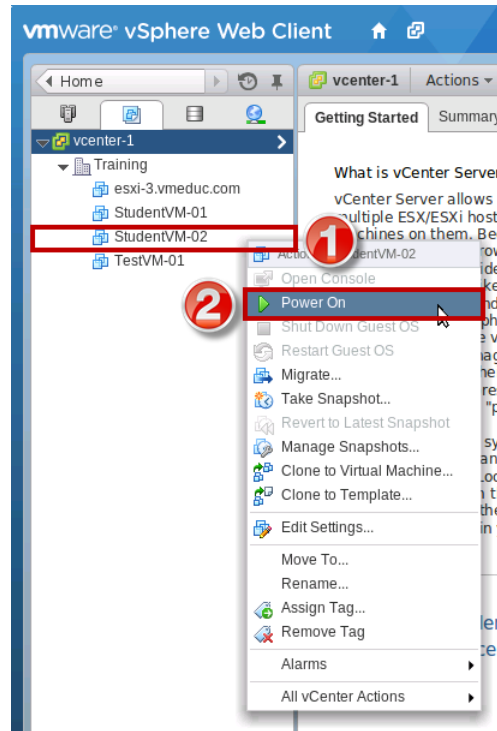 vmware® vSphere Web Client
Home
vcenter-1 Actions
Getting Started Summary
vcenter-1
Training
esxi-3.vmeduc.com
StudentVM-01
StudentVM-02
TestVM-01
What is vCenter Server
vCenter Server allows
multiple ESX/ESXi host
machines on them. Be
1
2
StudentVM-02
Open Console
Power On
Shut Down Guest OS
Restart Guest OS
Migrate...
Take Snapshot...
Revert to Latest Snapshot
Manage Snapshots...
Clone to Virtual Machine...
Clone to Template...
Edit Settings...
Move To...
Rename...
Assign Tag...
Remove Tag
Alarms
All vCenter Actions